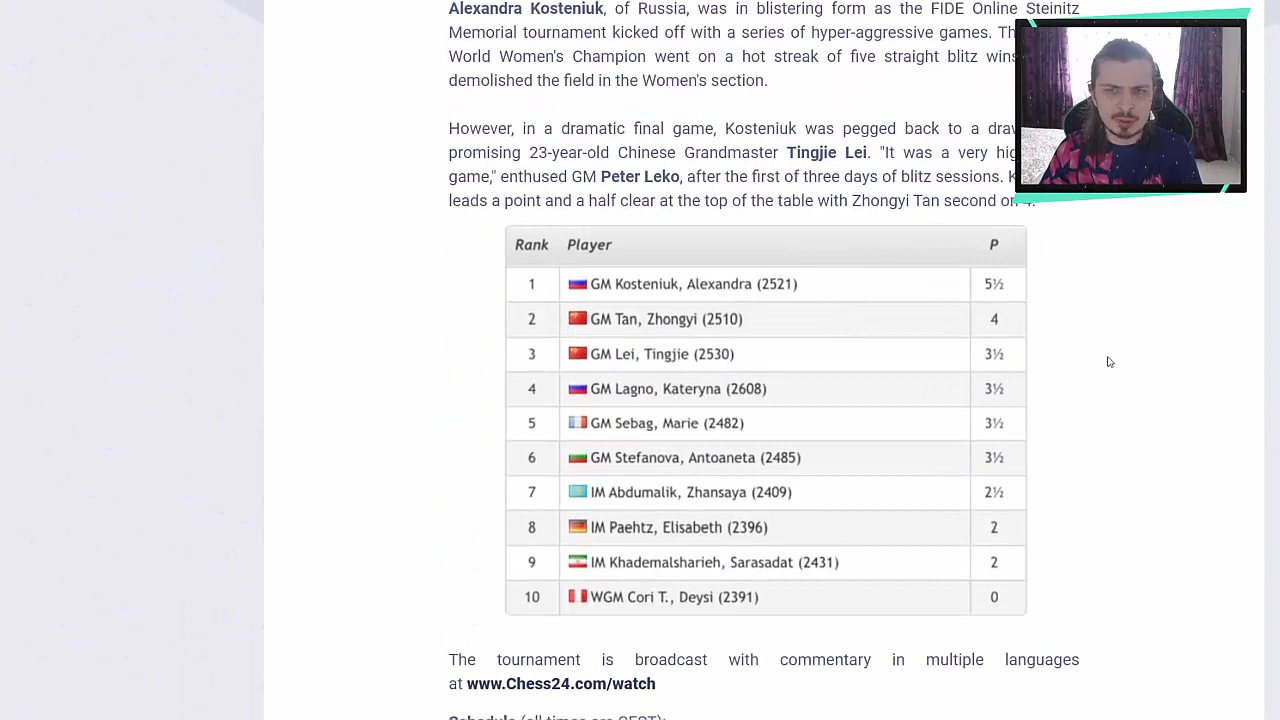 Alexandra Kosteniuk, of Russia, was in blistering form as the FIDE Online Steinitz
Memorial tournament kicked off with a series of hyper-aggressive games.
World Women's Champion went on a hot streak of five straight blitz wins
demolished the field in the Women's section.
However, in a dramatic final game, Kosteniuk was pegged back to a
promising 23-year-old Chinese Grandmaster Tingjie Lei. "It was a very
game," enthused GM Peter Leko, after the first of three days of blitz sessions.
leads a point and a half clear at the top of the table with Zhongyi Tan second on 4.
Rank Player P
1 GM Kosteniuk, Alexandra (2521) 5½
2 GM Tan, Zhongyi (2510) 4
3 GM Lei, Tingjie (2530) 3½
4 GM Lagno, Kateryna (2608) 3½
5 GM Sebag, Marie (2482) 3½
6 GM Stefanova, Antoaneta (2485) 3½
7 IM Abdumalik, Zhansaya (2409) 2½
8 IM Paehtz, Elisabeth (2396) 2
9 IM Khademalsharieh, Sarasadat (2431) 2
10 WGM Cori T., Deysi (2391) 0
The tournament is broadcast with commentary in multiple languages
at www.Chess24.com/watch
Schedule (all times are CEST):